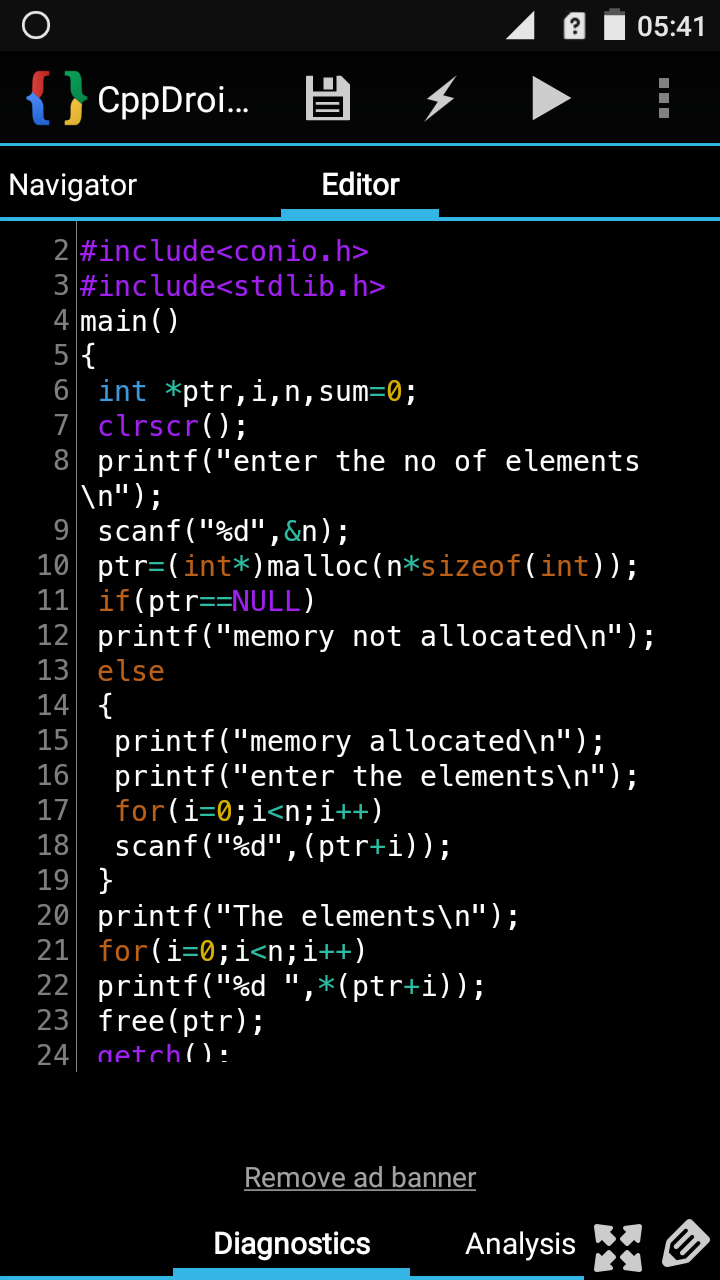 05:41
CppDroi...
Navigator
Editor
2 #include<conio.h>
3 #include<stdlib.h>
4 main()
5 {
6 int *ptr,i,n,sum=0;
7 clrscr();
8 printf("enter the no of elements
\n");
9 scanf("%d",&n);
10 ptr=(int*)malloc(n*sizeof(int));
11 if(ptr==NULL)
12 printf("memory not allocated\n");
13 else
14 {
15 printf("memory allocated\n");
16 printf("enter the elements\n");
17 for(i=0;i<n;i++)
18 scanf("%d",(ptr+i));
19 }
20 printf("The elements\n");
21 for(i=0;i<n;i++)
22 printf("%d ",*(ptr+i));
23 free(ptr);
24 getch();
Remove ad banner
Diagnostics
Analysis